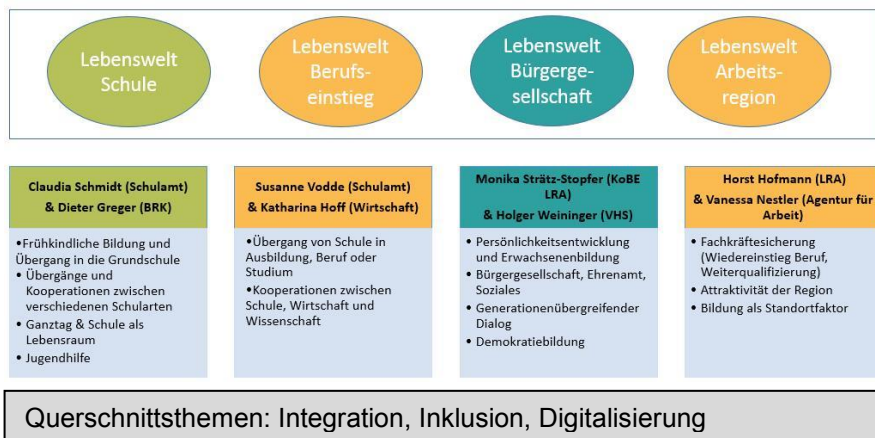 Lebenswelt
Schule
Lebenswelt
Berufs-
einstieg
Lebenswelt
Bürgerge-
sellschaft
Lebenswelt
Arbeits-
region
Claudia Schmidt (Schulamt)
& Dieter Greger (BRK)
•Frühkindliche Bildung und
Übergang in die Grundschule
• Übergänge und
Kooperationen zwischen
verschiedenen Schularten
• Ganztag & Schule als
Lebensraum
• Jugendhilfe
Susanne Vodde (Schulamt)
& Katharina Hoff (Wirtschaft)
•Übergang von Schule in
Ausbildung, Beruf oder
Studium
•Kooperationen zwischen
Schule, Wirtschaft und
Wissenschaft
Monika Strätz-Stopfer (KoBE
LRA)
& Holger Weininger (VHS)
• Persönlichkeitsentwicklung
und Erwachsenenbildung
• Bürgergesellschaft, Ehrenamt,
Soziales
• Generationenübergreifender
Dialog
• Demokratiebildung
Horst Hofmann (LRA)
& Vanessa Nestler (Agentur für
Arbeit)
• Fachkräftesicherung
(Wiedereinstieg Beruf,
Weiterqualifizierung)
• Attraktivität der Region
• Bildung als Standortfaktor
Querschnittsthemen: Integration, Inklusion, Digitalisierung